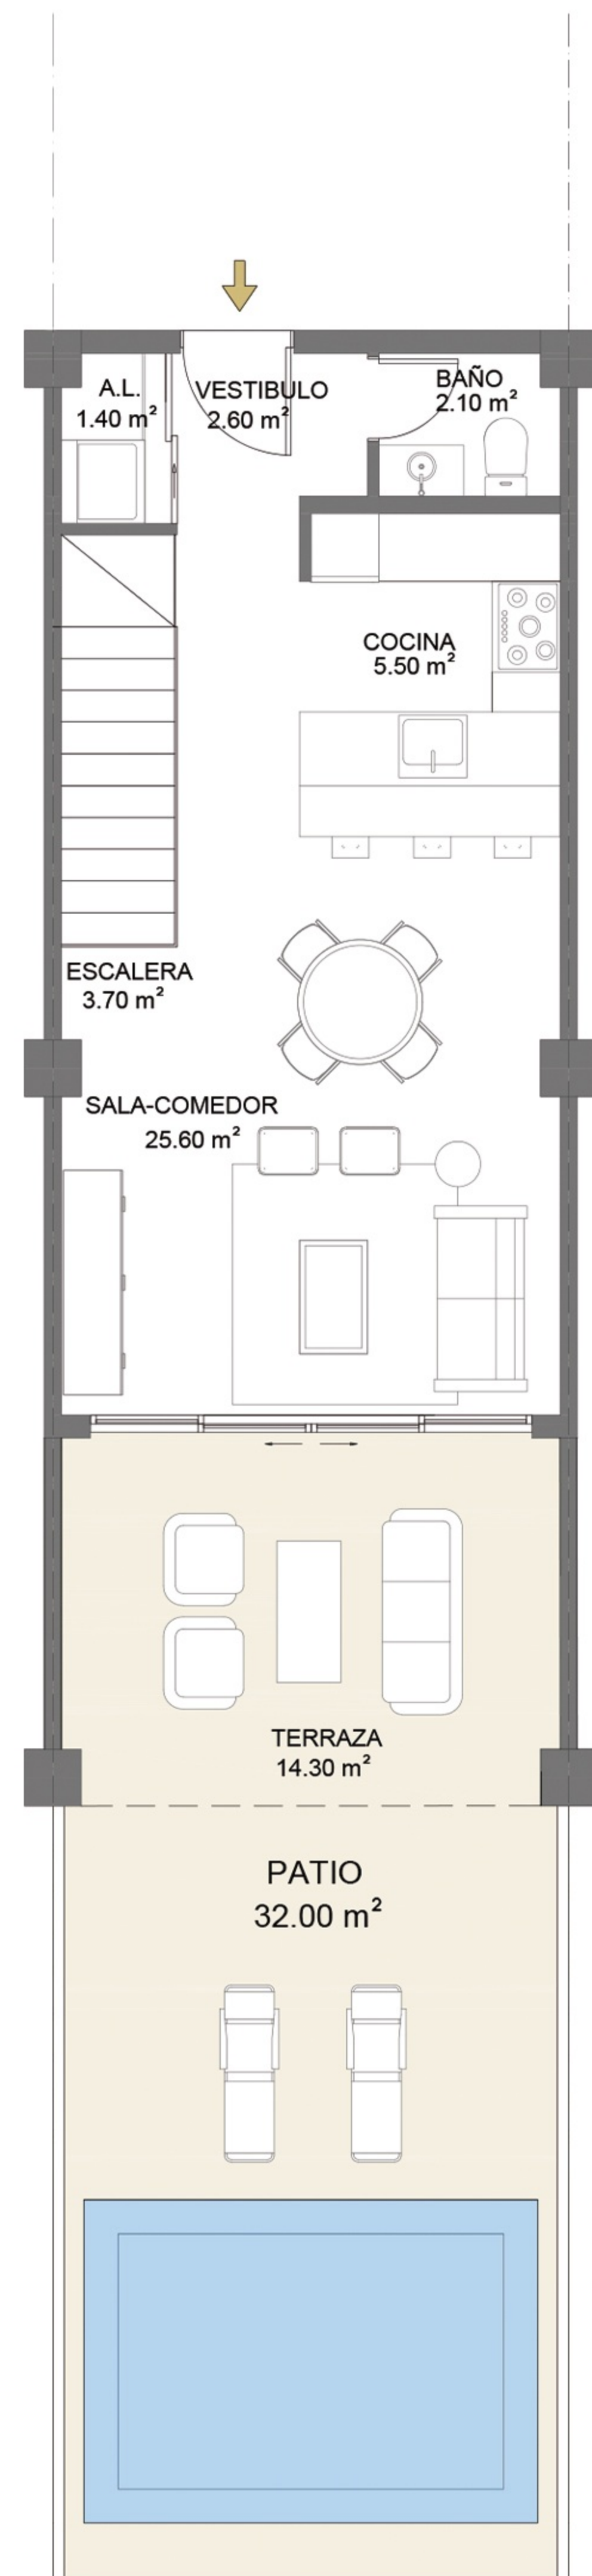 A.L.
1.40 m²
VESTIBULO
2.60 m²
BAÑO
2.10 m²
COCINA
5.50 m²
ESCALERA
3.70 m²
SALA-COMEDOR
25.60 m²
TERRAZA
14.30 m²
PATIO
32.00 m²